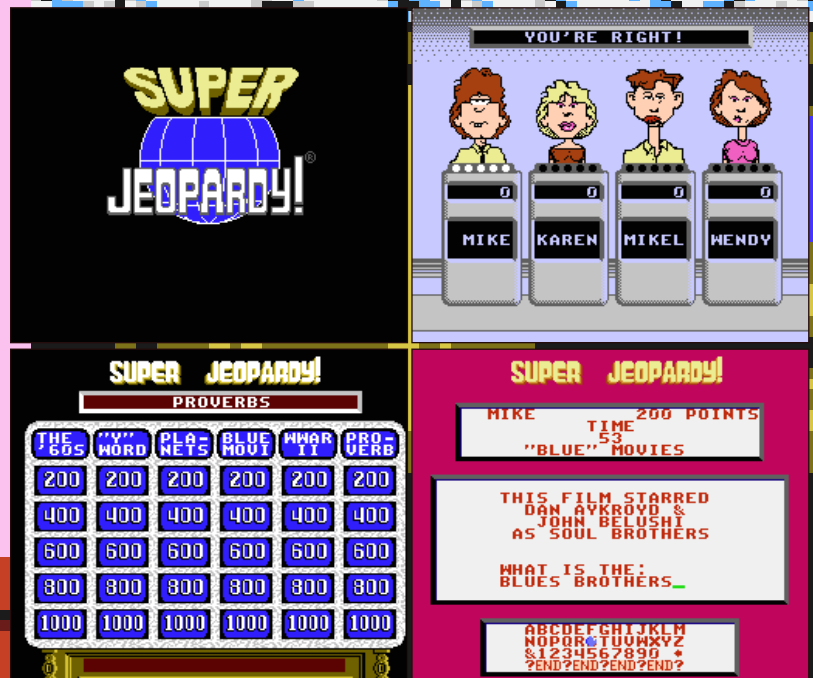 SUPER
JEOPARDY!
®
YOU'RE RIGHT!
0 0 0 0
MIKE KAREN MIKEL WENDY
SUPER JEOPARDY!
PROVERBS
THE "Y" PLA- BLUE WWAR PRO-
'60S WORD NETS MOVI II VERB
200 200 200 200 200 200
400 400 400 400 400 400
600 600 600 600 600 600
800 800 800 800 800 800
1000 1000 1000 1000 1000 1000
SUPER JEOPARDY!
MIKE 200 POINTS
TIME
53
"BLUE" MOVIES
THIS FILM STARRED
DAN AYKROYD &
JOHN BELUSHI
AS SOUL BROTHERS
WHAT IS THE:
BLUES BROTHERS_
ABCDEFGHIJKLM
NOPQR TUVWXYZ
&1234567890
?END?END?END?END?